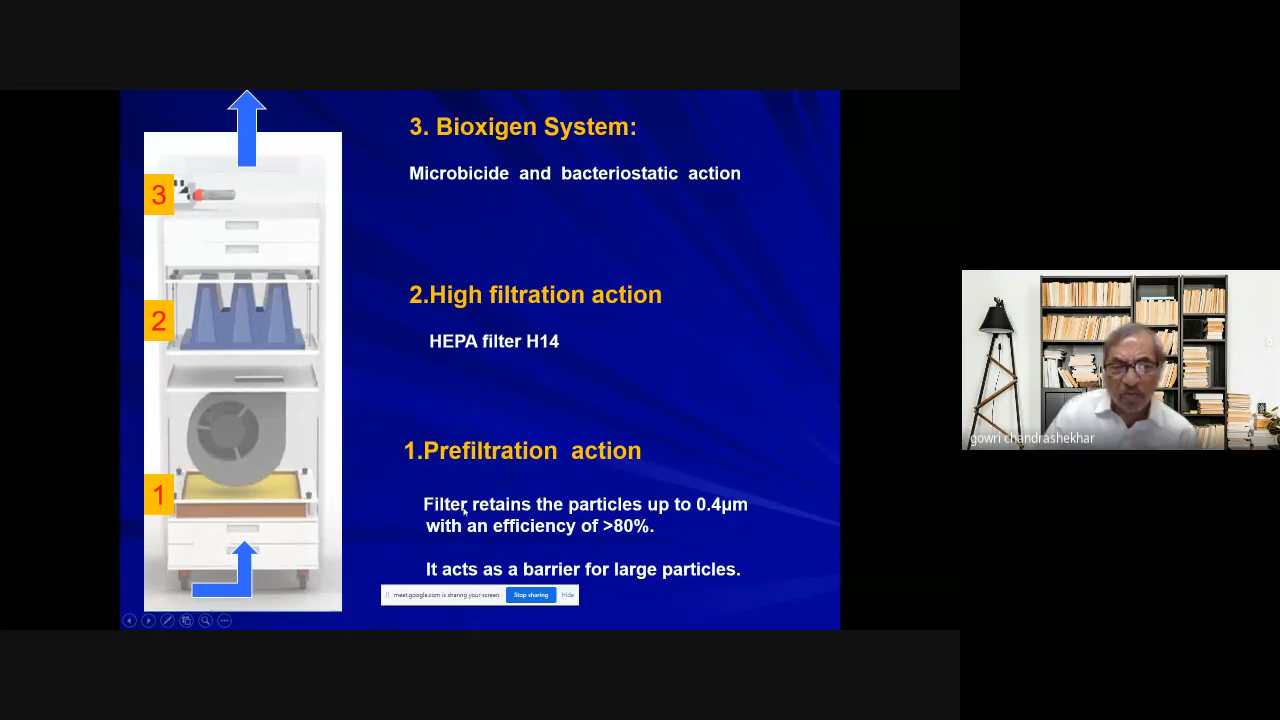 3. Bioxigen System:
Microbicide and bacteriostatic action
3
2.High filtration action
HEPA filter H14
2
1.Prefiltration action
1
Filter retains the particles up to 0.4µm
with an efficiency of >80%.
It acts as a barrier for large particles.
meet.google.com is sharing your screen.
Stop sharing
Hide
gowri chandrashekhar